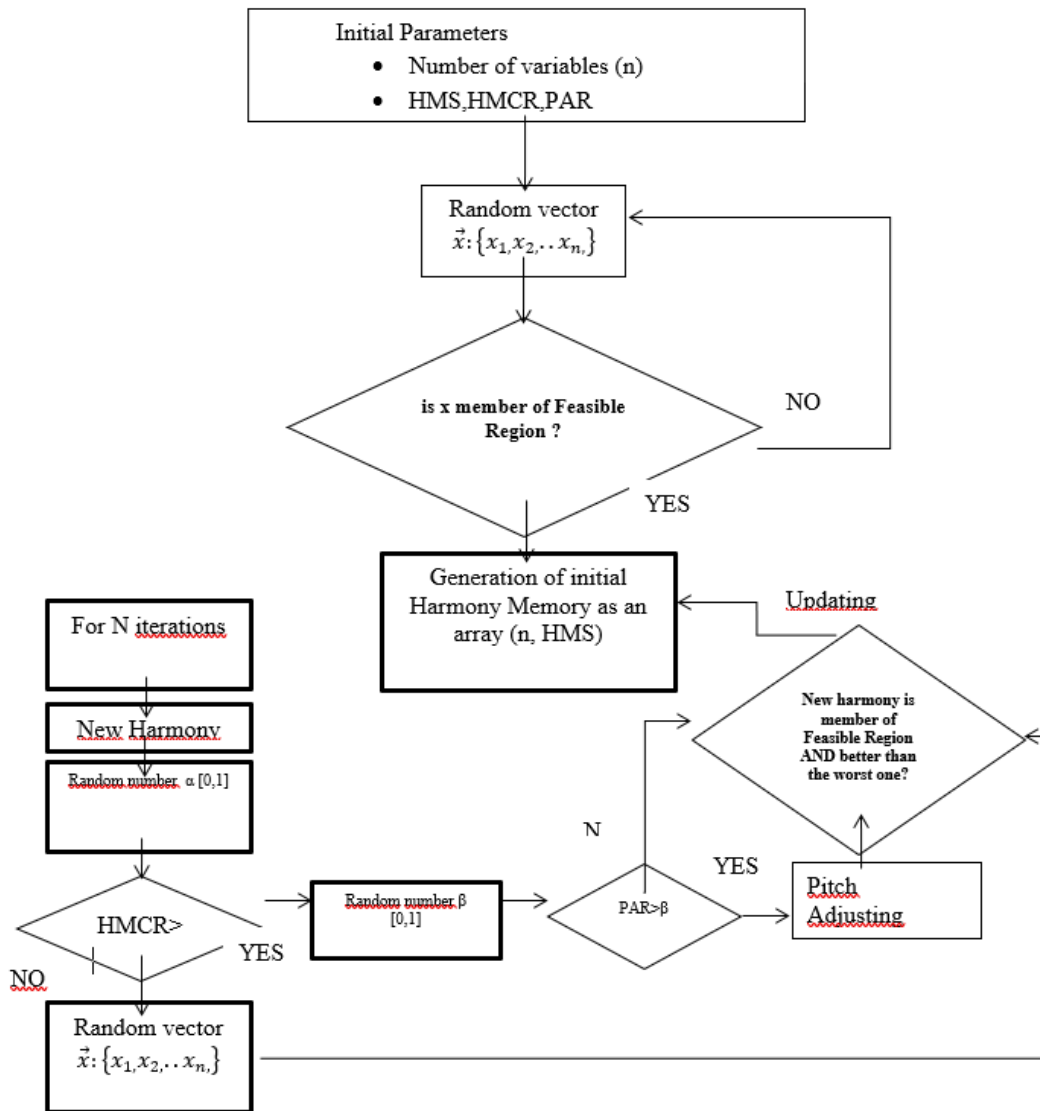 Initial Parameters
• Number of variables (n)
• HMS,HMCR,PAR
Random vector
x⃗:{x₁,x₂,..xₙ,}
is x member of Feasible
Region ?
NO
YES
Generation of initial
Harmony Memory as an
array (n, HMS)
Updating
For N iterations
New Harmony
Random number α [0,1]
New harmony is
member of
Feasible Region
AND better than
the worst one?
HMCR>
YES
NO
Random number β
[0,1]
N
PAR>β
YES
Pitch
Adjusting
Random vector
x⃗:{x₁,x₂,..xₙ,}